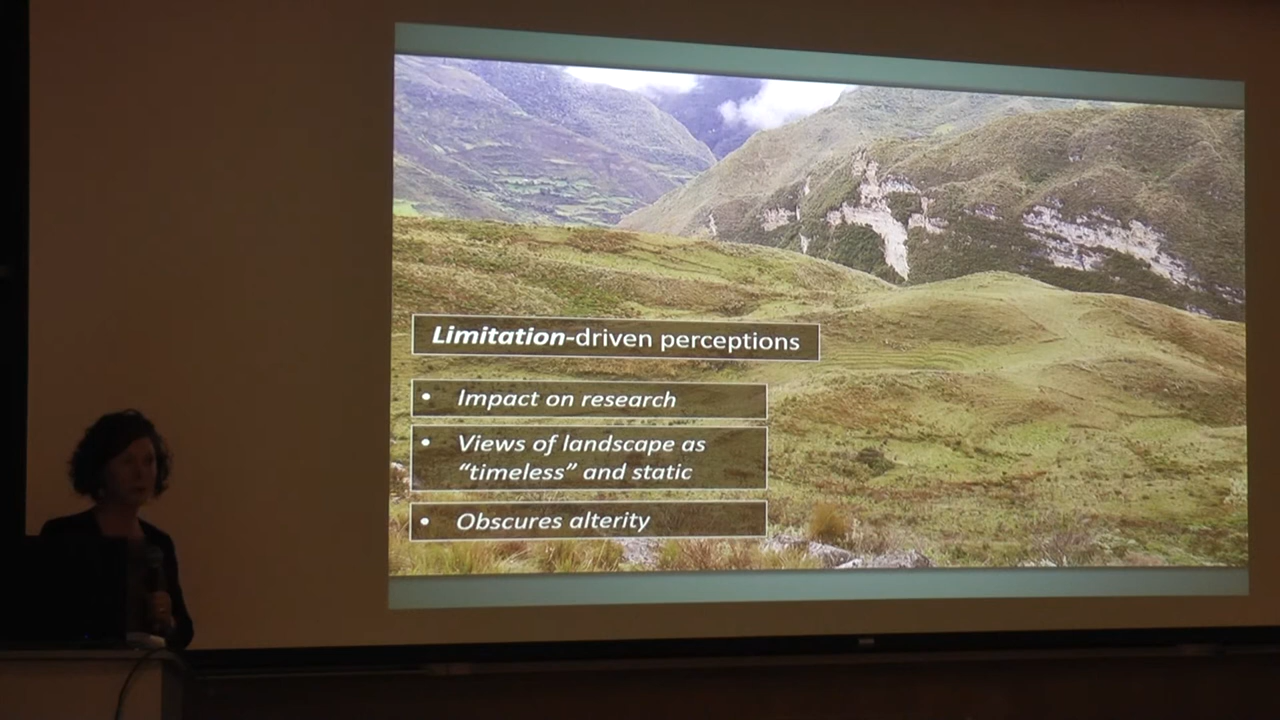 Limitation-driven perceptions
• Impact on research
• Views of landscape as
“timeless” and static
• Obscures alterity